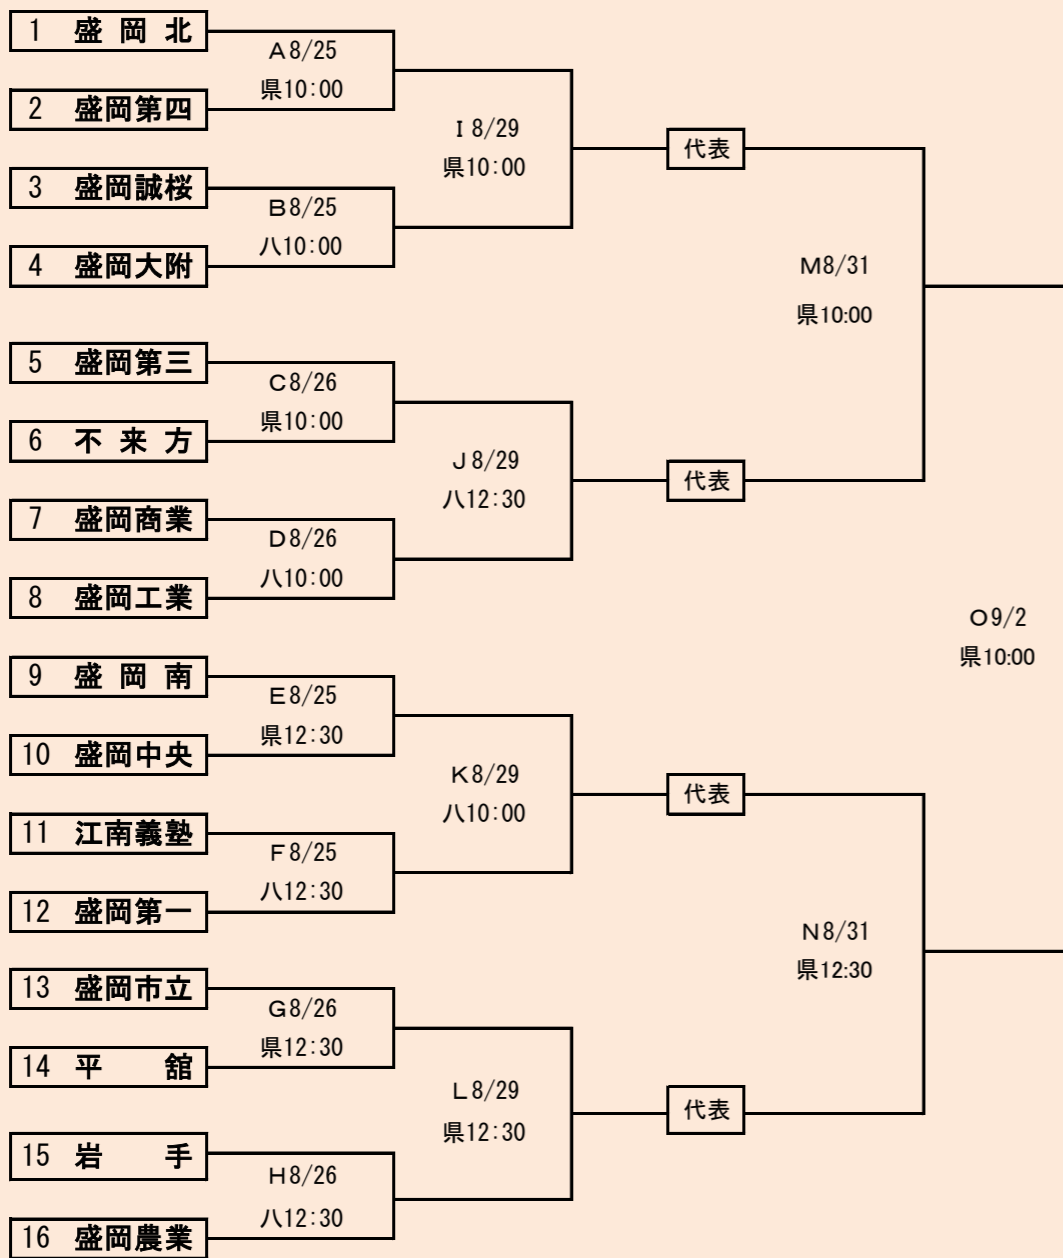 1 盛岡北
A8/25
県10:00
2 盛岡第四
I8/29
県10:00
代表
3 盛岡誠桜
B8/25
八10:00
4 盛岡大附
M8/31
県10:00
5 盛岡第三
C8/26
県10:00
6 不来方
J8/29
八12:30
代表
7 盛岡商業
D8/26
八10:00
8 盛岡工業
O9/2
県10:00
9 盛岡南
E8/25
県12:30
10 盛岡中央
K8/29
八10:00
代表
11 江南義塾
F8/25
八12:30
12 盛岡第一
N8/31
県12:30
13 盛岡市立
G8/26
県12:30
14 平舘
L8/29
県12:30
代表
15 岩手
H8/26
八12:30
16 盛岡農業